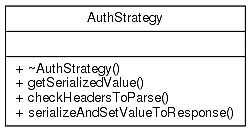 AuthStrategy
+ ~AuthStrategy()
+ getSerializedValue()
+ checkHeadersToParse()
+ serializeAndSetValueToResponse()